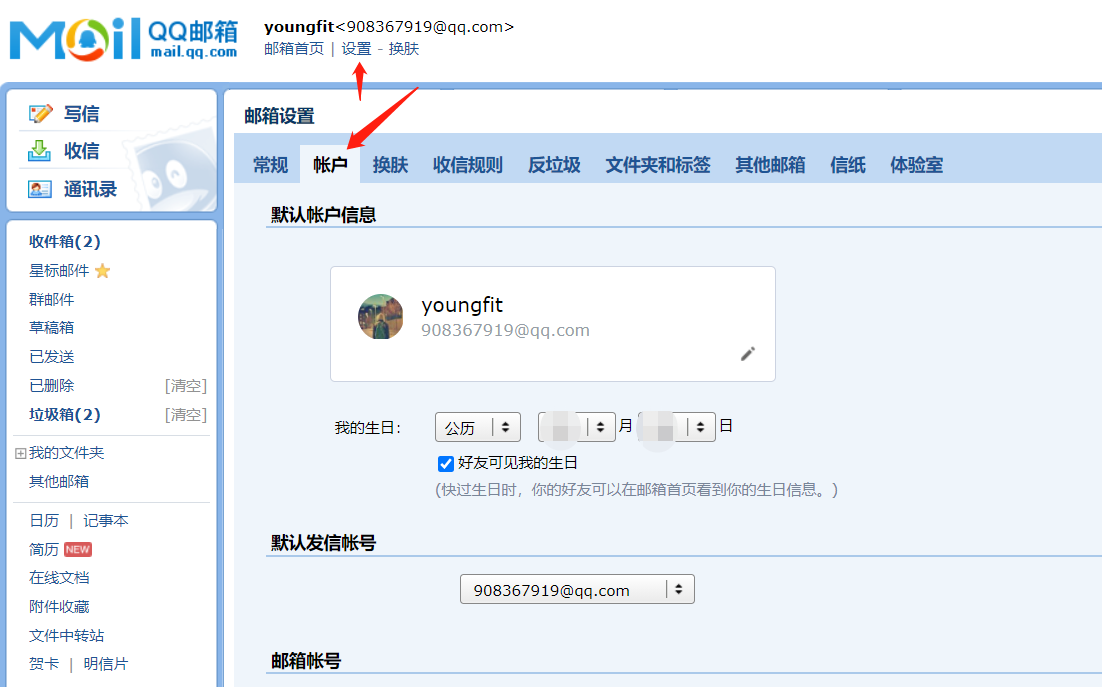 Mail QQ邮箱
mail.qq.com
youngfit<908367919@qq.com>
邮箱首页 | 设置 - 换肤
写信
收信
通讯录
收件箱(2)
星标邮件
群邮件
草稿箱
已发送
已删除 [清空]
垃圾箱(2) [清空]
我的文件夹
其他邮箱
日历 | 记事本
简历 NEW
在线文档
附件收藏
文件中转站
贺卡 | 明信片
邮箱设置
常规 帐户 换肤 收信规则 反垃圾 文件夹和标签 其他邮箱 信纸 体验室
默认帐户信息
youngfit
908367919@qq.com
我的生日: 公历 月 日
好友可见我的生日
(快过生日时，你的好友可以在邮箱首页看到你的生日信息。)
默认发信帐号
908367919@qq.com
邮箱帐号